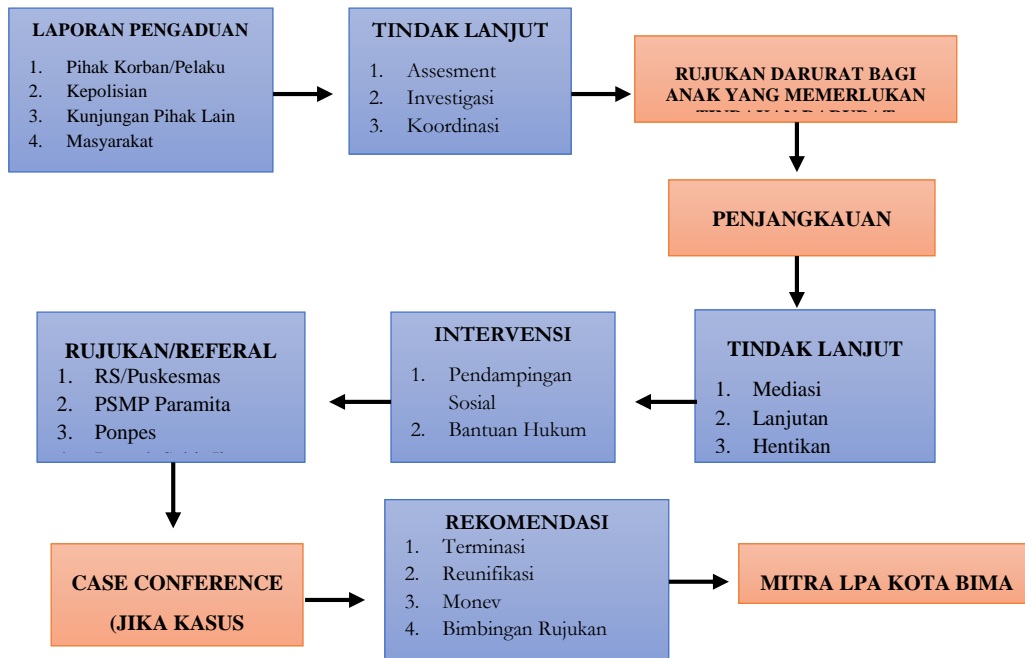 LAPORAN PENGADUAN
1. Pihak Korban/Pelaku
2. Kepolisian
3. Kunjungan Pihak Lain
4. Masyarakat
TINDAK LANJUT
1. Assesment
2. Investigasi
3. Koordinasi
RUJUKAN DARURAT BAGI
ANAK YANG MEMERLUKAN
PENJANGKAUAN
TINDAK LANJUT
1. Mediasi
2. Lanjutan
3. Hentikan
INTERVENSI
1. Pendampingan
Sosial
2. Bantuan Hukum
RUJUKAN/REFERAL
1. RS/Puskesmas
2. PSMP Paramita
3. Ponpes
CASE CONFERENCE
(JIKA KASUS
REKOMENDASI
1. Terminasi
2. Reunifikasi
3. Monev
4. Bimbingan Rujukan
MITRA LPA KOTA BIMA